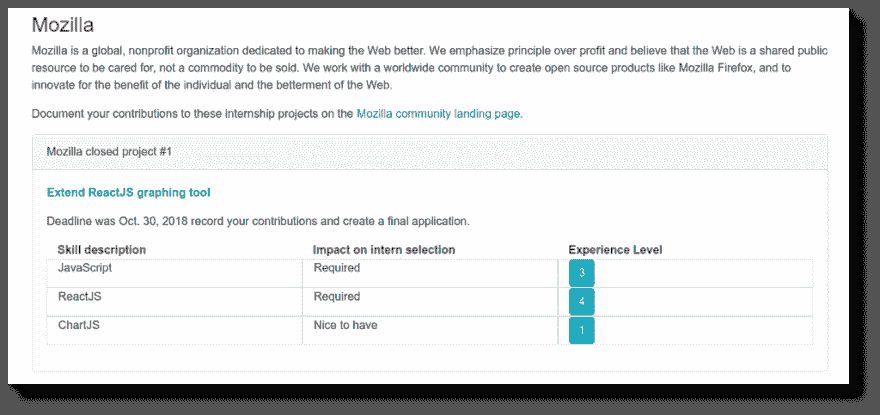 Mozilla
Mozilla is a global, nonprofit organization dedicated to making the Web better. We emphasize principle over profit and believe that the Web is a shared public
resource to be cared for, not a commodity to be sold. We work with a worldwide community to create open source products like Mozilla Firefox, and to
innovate for the benefit of the individual and the betterment of the Web.
Document your contributions to these internship projects on the Mozilla community landing page.
Mozilla closed project #1
Extend ReactJS graphing tool
Deadline was Oct. 30, 2018 record your contributions and create a final application.
Skill description Impact on intern selection Experience Level
JavaScript Required 3
ReactJS Required 4
ChartJS Nice to have 1